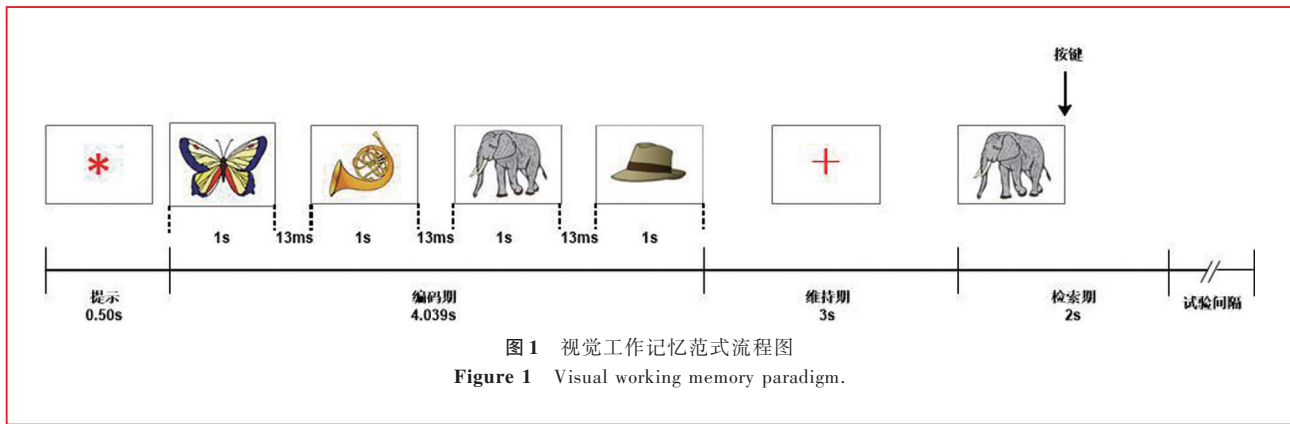 按键
*
+
1s 13ms 1s 13ms 1s 13ms 1s
提示 编码期 维持期 检索期 试验间隔
0.50s 4.039s 3s 2s
图1 视觉工作记忆范式流程图
Figure 1 Visual working memory paradigm.